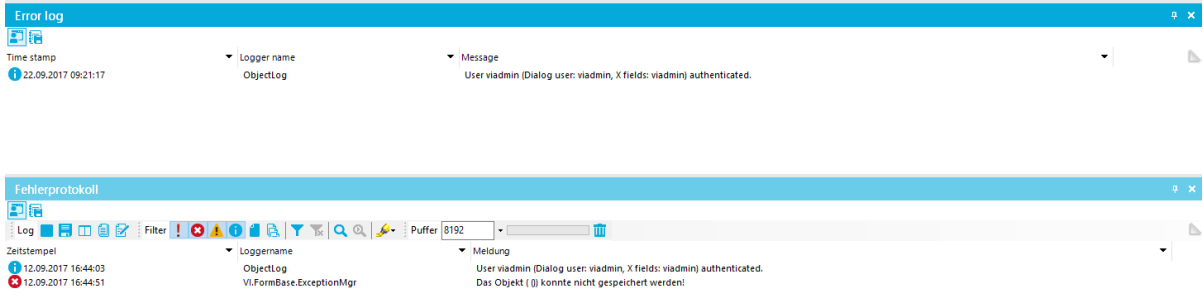 Error log
Time stamp Logger name Message
22.09.2017 09:21:17 ObjectLog User viadmin (Dialog user: viadmin, X fields: viadmin) authenticated.
Fehlerprotokoll
Log Filter Puffer 8192
Zeitstempel Loggername Meldung
12.09.2017 16:44:03 ObjectLog User viadmin (Dialog user: viadmin, X fields: viadmin) authenticated.
12.09.2017 16:44:51 VI.FormBase.ExceptionMgr Das Objekt ( ()) konnte nicht gespeichert werden!